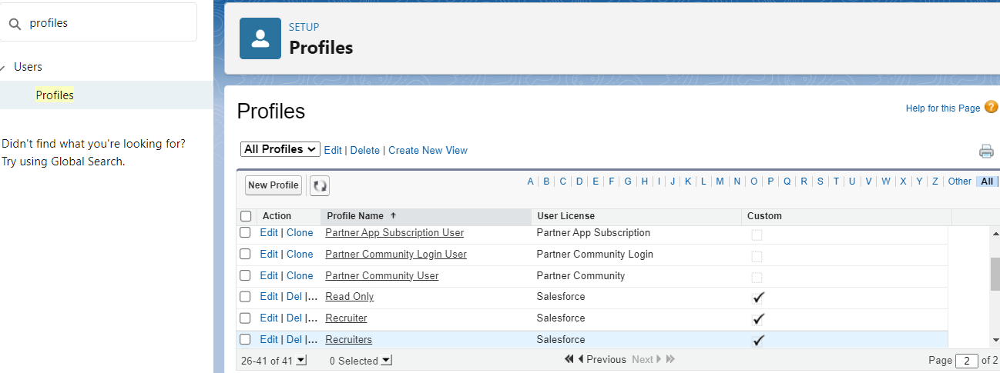 profiles
Users
Profiles
Didn't find what you're looking for?
Try using Global Search.
SETUP
Profiles
Profiles
Help for this Page ?
All Profiles Edit | Delete | Create New View
New Profile
A | B | C | D | E | F | G | H | I | J | K | L | M | N | O | P | Q | R | S | T | U | V | W | X | Y | Z | Other | All
Action Profile Name ↑ User License Custom
Edit | Clone Partner App Subscription User Partner App Subscription
Edit | Clone Partner Community Login User Partner Community Login
Edit | Clone Partner Community User Partner Community
Edit | Del |... Read Only Salesforce ✓
Edit | Del |... Recruiter Salesforce ✓
Edit | Del |... Recruiters Salesforce ✓
26-41 of 41 0 Selected Previous Next Page 2 of 2